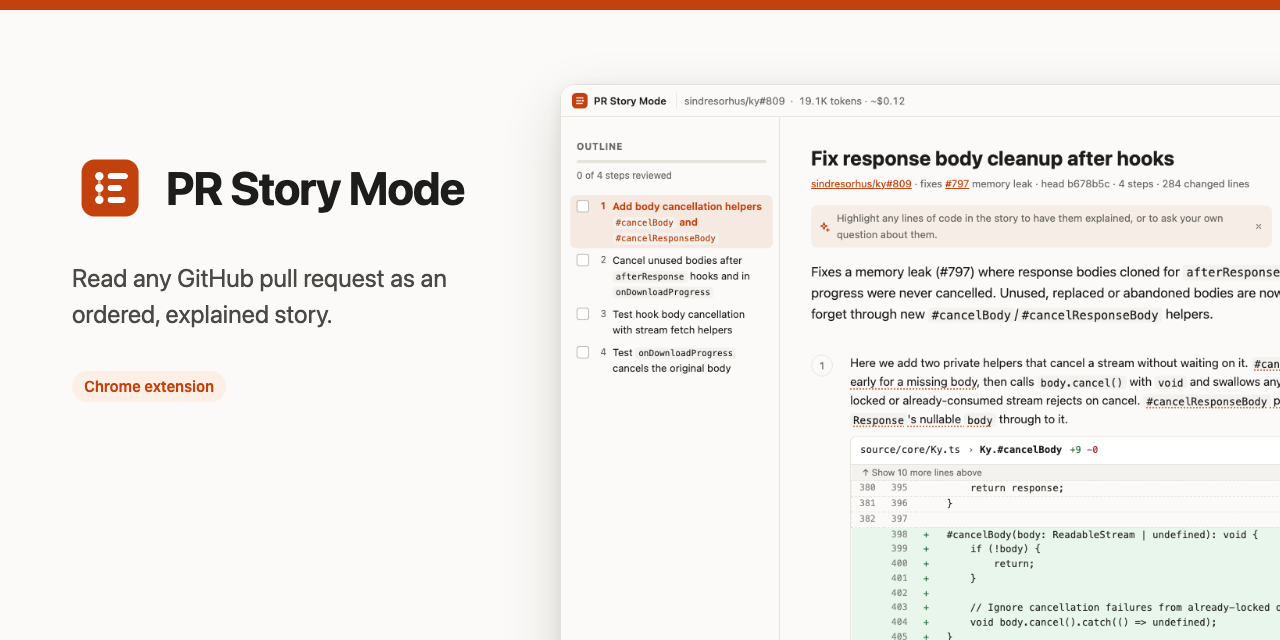 PR Story Mode
Read any GitHub pull request as an
ordered, explained story.
Chrome extension
PR Story Mode
sindresorhus/ky#809 · 19.1K tokens · ~$0.12
OUTLINE
0 of 4 steps reviewed
1 Add body cancellation helpers
#cancelBody and
#cancelResponseBody
2 Cancel unused bodies after
afterResponse hooks and in
onDownloadProgress
3 Test hook body cancellation
with stream fetch helpers
4 Test onDownloadProgress
cancels the original body
Fix response body cleanup after hooks
sindresorhus/ky#809 · fixes #797 memory leak · head b678b5c · 4 steps · 284 changed lines
Highlight any lines of code in the story to have them explained, or to ask your own
question about them.
×
Fixes a memory leak (#797) where response bodies cloned for afterResponse
progress were never cancelled. Unused, replaced or abandoned bodies are now
forget through new #cancelBody / #cancelResponseBody helpers.
1
Here we add two private helpers that cancel a stream without waiting on it. #can
early for a missing body, then calls body.cancel() with void and swallows any
locked or already-consumed stream rejects on cancel. #cancelResponseBody p
Response 's nullable body through to it.
source/core/Ky.ts › Ky.#cancelBody +9 −0
↑ Show 10 more lines above
380 395 return response;
381 396 }
382 397
398 + #cancelBody(body: ReadableStream | undefined): void {
399 + if (!body) {
400 + return;
401 + }
402 +
403 + // Ignore cancellation failures from already-locked o
404 + void body.cancel().catch(() => undefined);
405 + }